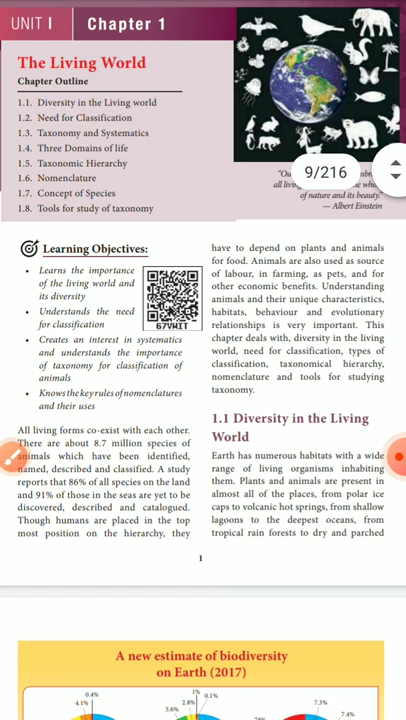 UNIT I
Chapter 1
The Living World
Chapter Outline
1.1. Diversity in the Living world
1.2. Need for Classification
1.3. Taxonomy and Systematics
1.4. Three Domains of life
1.5. Taxonomic Hierarchy
1.6. Nomenclature
1.7. Concept of Species
1.8. Tools for study of taxonomy
9/216
"Ou
all livi
of nature and its beauty."
— Albert Einstein
Learning Objectives:
• Learns the importance
of the living world and
its diversity
• Understands the need
for classification
67VWIT
• Creates an interest in systematics
and understands the importance
of taxonomy for classification of
animals
• Knows the key rules of nomenclatures
and their uses
All living forms co-exist with each other.
There are about 8.7 million species of
animals which have been identified,
named, described and classified. A study
reports that 86% of all species on the land
and 91% of those in the seas are yet to be
discovered, described and catalogued.
Though humans are placed in the top
most position on the hierarchy, they
have to depend on plants and animals
for food. Animals are also used as source
of labour, in farming, as pets, and for
other economic benefits. Understanding
animals and their unique characteristics,
habitats, behaviour and evolutionary
relationships is very important. This
chapter deals with, diversity in the living
world, need for classification, types of
classification, taxonomical hierarchy,
nomenclature and tools for studying
taxonomy.
1.1 Diversity in the Living
World
Earth has numerous habitats with a wide
range of living organisms inhabiting
them. Plants and animals are present in
almost all of the places, from polar ice
caps to volcanic hot springs, from shallow
lagoons to the deepest oceans, from
tropical rain forests to dry and parched
1
A new estimate of biodiversity
on Earth (2017)
0.4%
4.1%
1%
0.1%
2.8%
5.6%
7.3%
7.4%